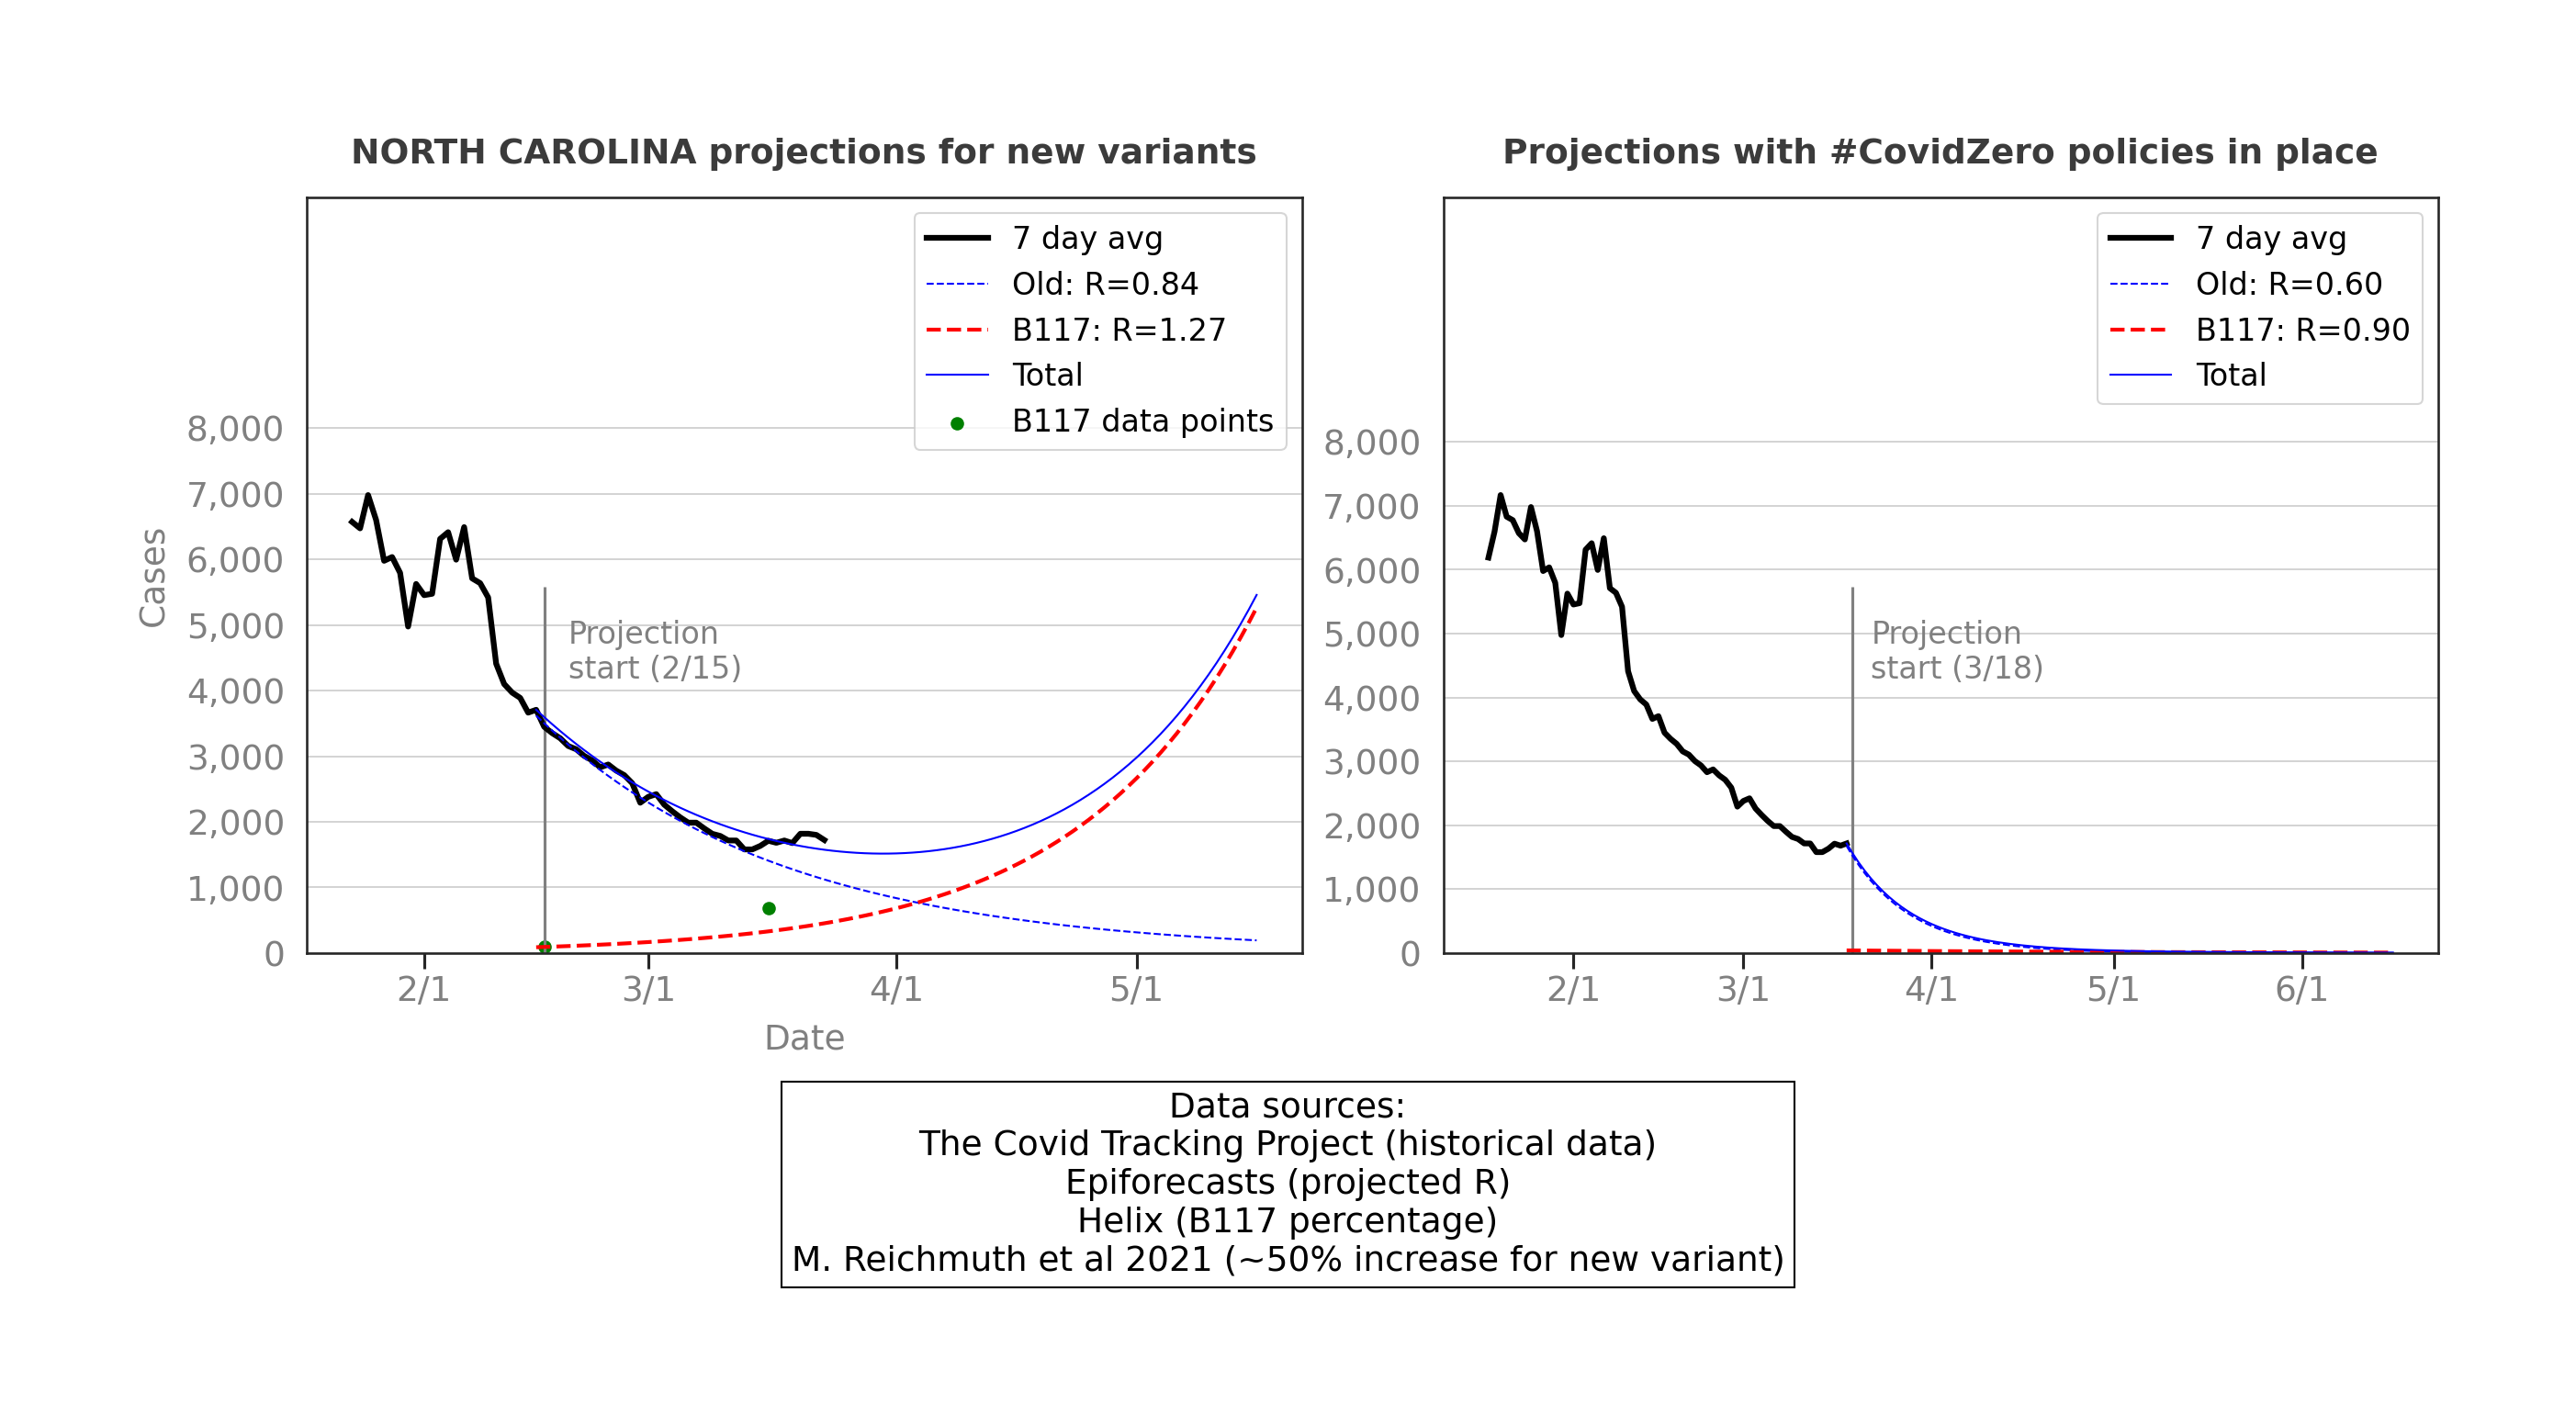 NORTH CAROLINA projections for new variants
7 day avg
Old: R=0.84
B117: R=1.27
Total
B117 data points
8,000
7,000
6,000
5,000
4,000
3,000
2,000
1,000
0
Cases
Projection
start (2/15)
2/1
3/1
4/1
5/1
Date
Projections with #CovidZero policies in place
7 day avg
Old: R=0.60
B117: R=0.90
Total
8,000
7,000
6,000
5,000
4,000
3,000
2,000
1,000
0
Projection
start (3/18)
2/1
3/1
4/1
5/1
6/1
Data sources:
The Covid Tracking Project (historical data)
Epiforecasts (projected R)
Helix (B117 percentage)
M. Reichmuth et al 2021 (~50% increase for new variant)